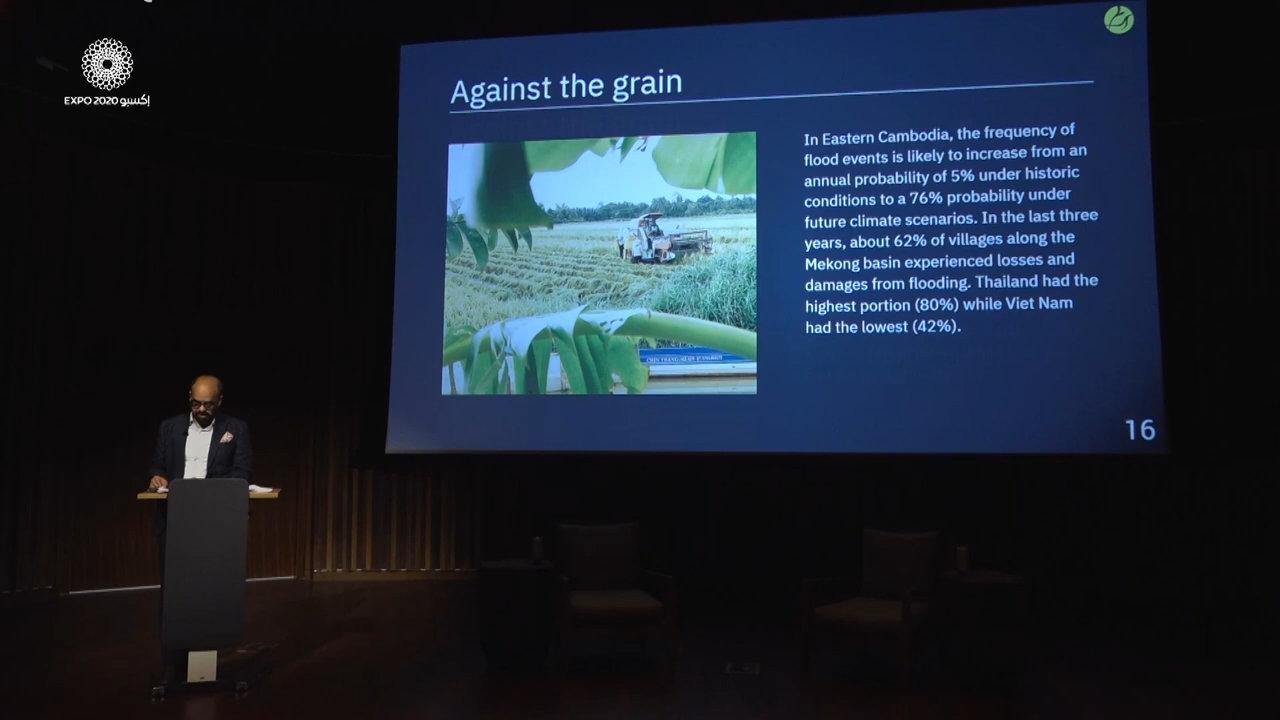 EXPO 2020 إكسبو
Against the grain
In Eastern Cambodia, the frequency of
flood events is likely to increase from an
annual probability of 5% under historic
conditions to a 76% probability under
future climate scenarios. In the last three
years, about 62% of villages along the
Mekong basin experienced losses and
damages from flooding. Thailand had the
highest portion (80%) while Viet Nam
had the lowest (42%).
16